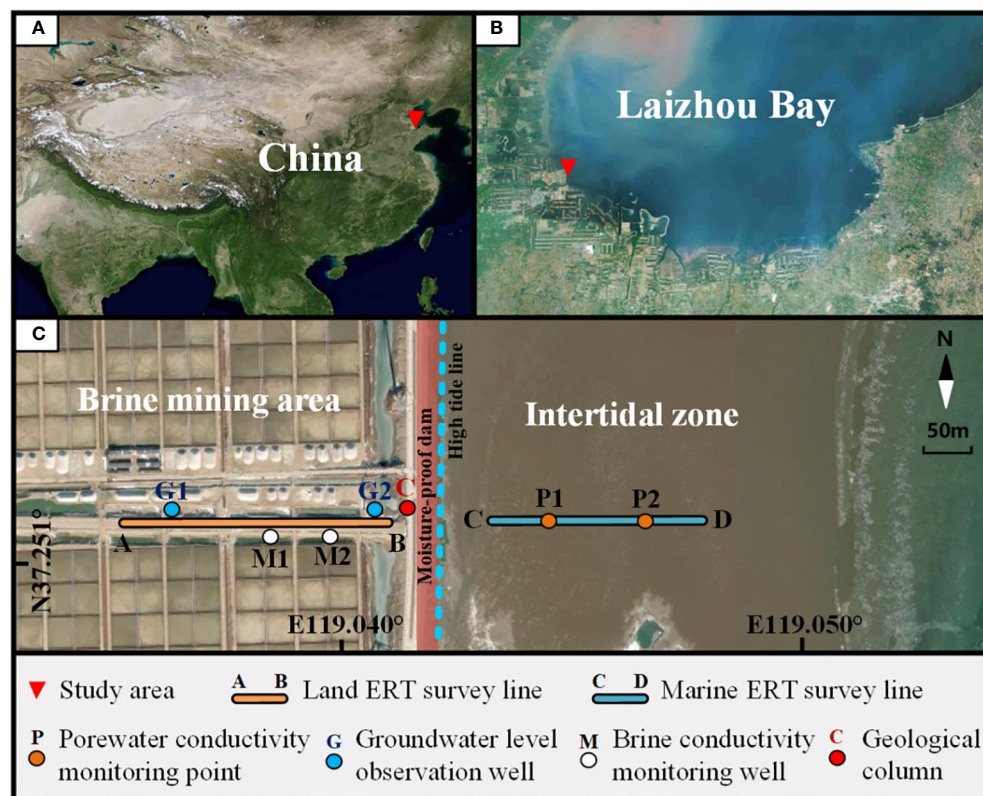 A
China
B
Laizhou Bay
C
Brine mining area
Moisture-proof dam
High tide line
Intertidal zone
N
50m
G1
G2
C
A
B
M1
M2
C
P1
P2
D
N37.251°
E119.040°
E119.050°
Study area
A B
Land ERT survey line
C D
Marine ERT survey line
P
Porewater conductivity
monitoring point
G
Groundwater level
observation well
M
Brine conductivity
monitoring well
C
Geological
column